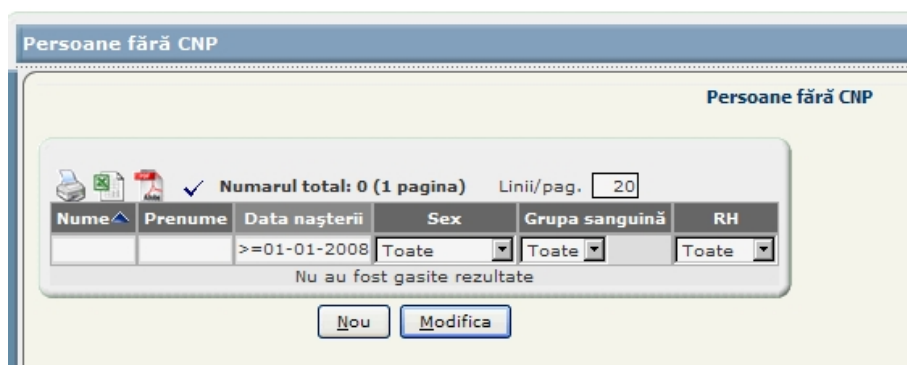 Persoane fără CNP
Persoane fără CNP
Numarul total: 0 (1 pagina) Linii/pag. 20
Nume Prenume Data nașterii Sex Grupa sanguină RH
>=01-01-2008 Toate Toate Toate
Nu au fost gasite rezultate
Nou Modifica